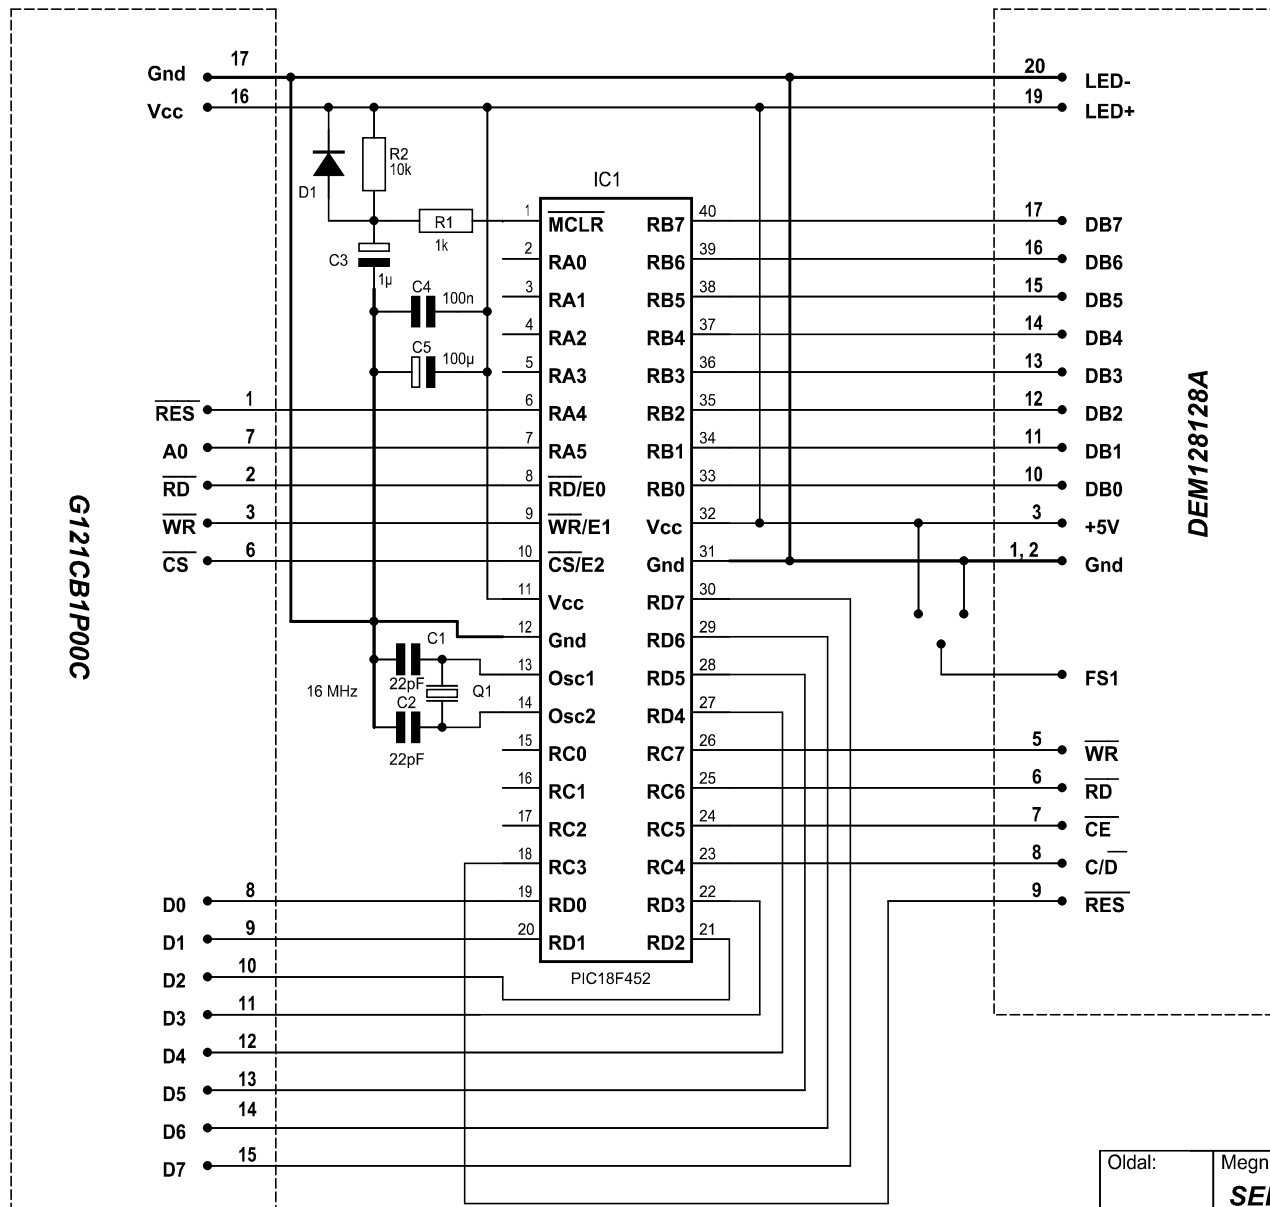 Gnd 17
Vcc 16
20 LED-
19 LED+
R2
10k
D1
IC1
R1
1k
C3
1µ
C4
100n
C5
100µ
1 MCLR RB7 40
2 RA0 RB6 39
3 RA1 RB5 38
4 RA2 RB4 37
5 RA3 RB3 36
6 RA4 RB2 35
7 RA5 RB1 34
8 RD/E0 RB0 33
9 WR/E1 Vcc 32
10 CS/E2 Gnd 31
11 Vcc RD7 30
12 Gnd RD6 29
13 Osc1 RD5 28
14 Osc2 RD4 27
15 RC0 RC7 26
16 RC1 RC6 25
17 RC2 RC5 24
18 RC3 RC4 23
19 RD0 RD3 22
20 RD1 RD2 21
PIC18F452
17 DB7
16 DB6
15 DB5
14 DB4
13 DB3
12 DB2
11 DB1
10 DB0
3 +5V
1, 2 Gnd
FS1
5 WR
6 RD
7 CE
8 C/D
9 RES
DEM128128A
RES 1
A0 7
RD 2
WR 3
CS 6
G121CB1P00C
C1
22pF
16 MHz
Q1
C2
22pF
D0 8
D1 9
D2 10
D3 11
D4 12
D5 13
D6 14
D7 15
Oldal: